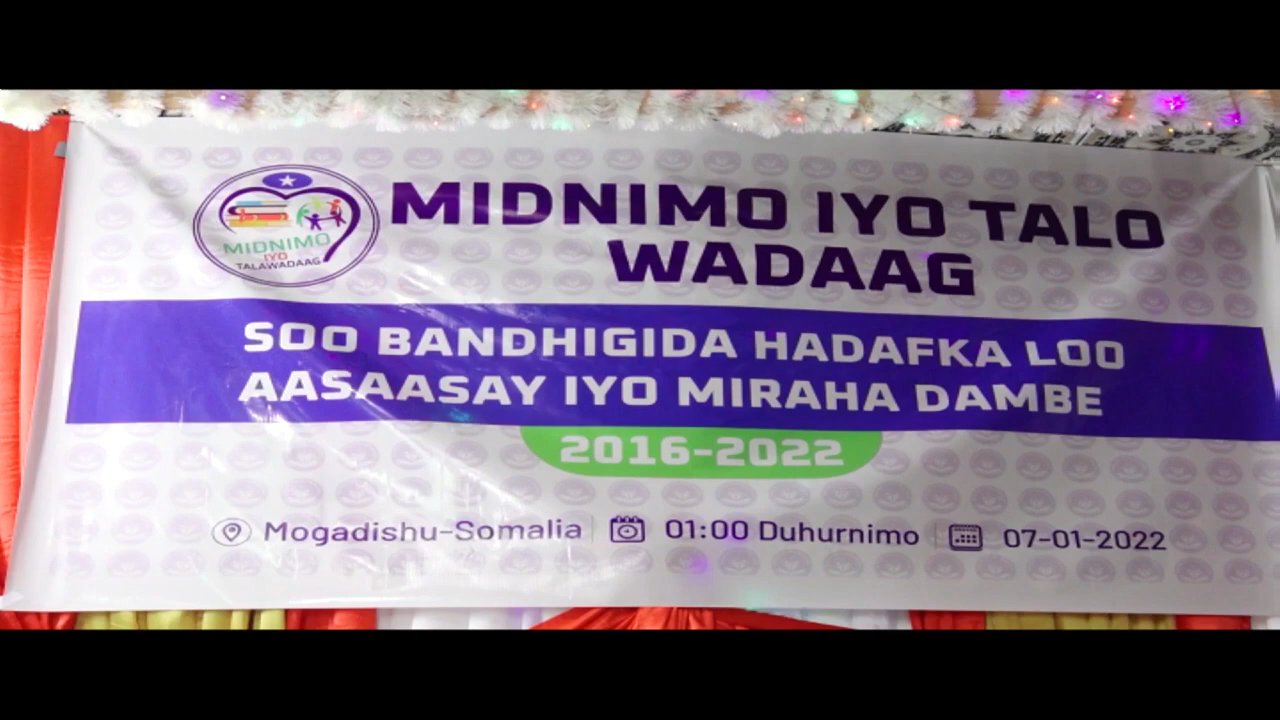 MIDNIMO
IYO
TALAWADAAG
MIDNIMO IYO TALO
WADAAG
SOO BANDHIGIDA HADAFKA LOO
AASAASAY IYO MIRAHA DAMBE
2016-2022
Mogadishu-Somalia 01:00 Duhurnimo 07-01-2022